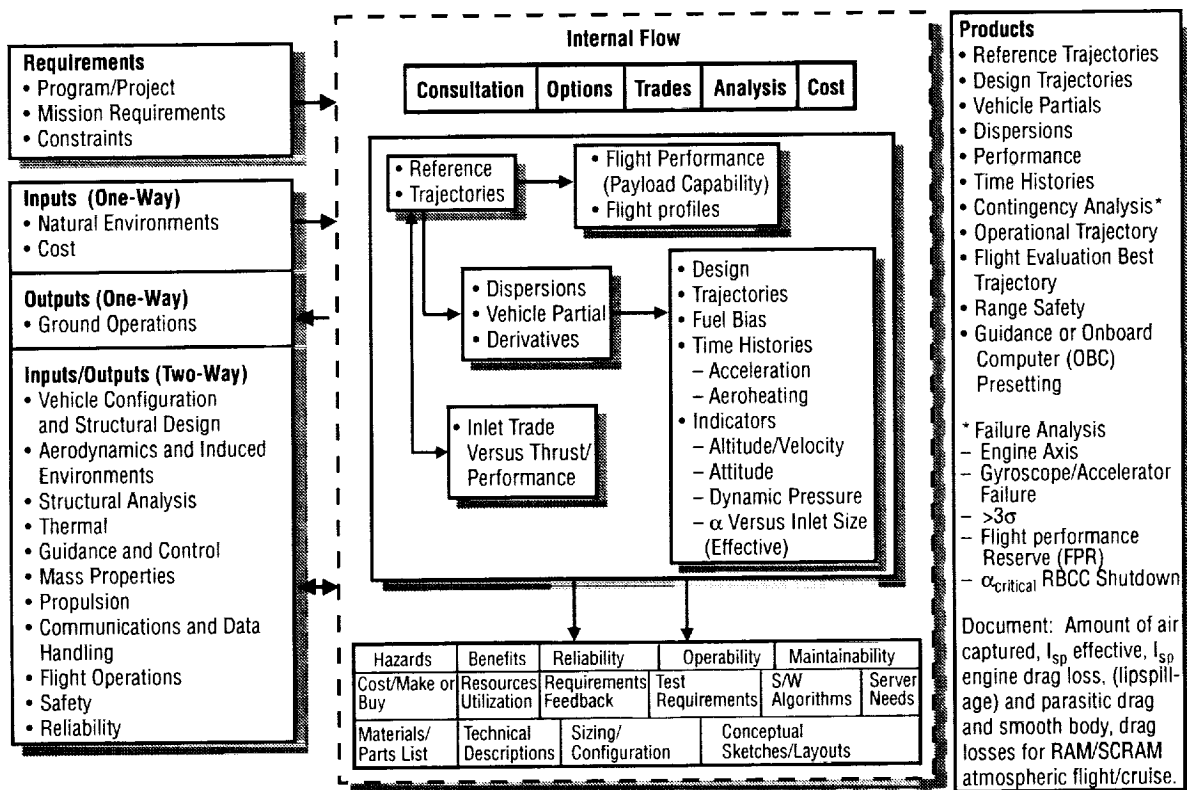 Requirements
• Program/Project
• Mission Requirements
• Constraints
Inputs (One-Way)
• Natural Environments
• Cost
Outputs (One-Way)
• Ground Operations
Inputs/Outputs (Two-Way)
• Vehicle Configuration
and Structural Design
• Aerodynamics and Induced
Environments
• Structural Analysis
• Thermal
• Guidance and Control
• Mass Properties
• Propulsion
• Communications and Data
Handling
• Flight Operations
• Safety
• Reliability
Internal Flow
Consultation Options Trades Analysis Cost
• Reference
• Trajectories
• Flight Performance
(Payload Capability)
• Flight profiles
• Dispersions
• Vehicle Partial
• Derivatives
• Inlet Trade
Versus Thrust/
Performance
• Design
• Trajectories
• Fuel Bias
• Time Histories
– Acceleration
– Aeroheating
• Indicators
– Altitude/Velocity
– Attitude
– Dynamic Pressure
– α Versus Inlet Size
(Effective)
Hazards Benefits Reliability Operability Maintainability
Cost/Make or
Buy
Resources
Utilization
Requirements
Feedback
Test
Requirements
S/W
Algorithms
Server
Needs
Materials/
Parts List
Technical
Descriptions
Sizing/
Configuration
Conceptual
Sketches/Layouts
Products
• Reference Trajectories
• Design Trajectories
• Vehicle Partials
• Dispersions
• Performance
• Time Histories
• Contingency Analysis*
• Operational Trajectory
• Flight Evaluation Best
Trajectory
• Range Safety
• Guidance or Onboard
Computer (OBC)
Presetting
* Failure Analysis
– Engine Axis
– Gyroscope/Accelerator
Failure
– >3σ
– Flight performance
Reserve (FPR)
– αcritical RBCC Shutdown
Document: Amount of air
captured, Isp effective, Isp
engine drag loss, (lipspill-
age) and parasitic drag
and smooth body, drag
losses for RAM/SCRAM
atmospheric flight/cruise.